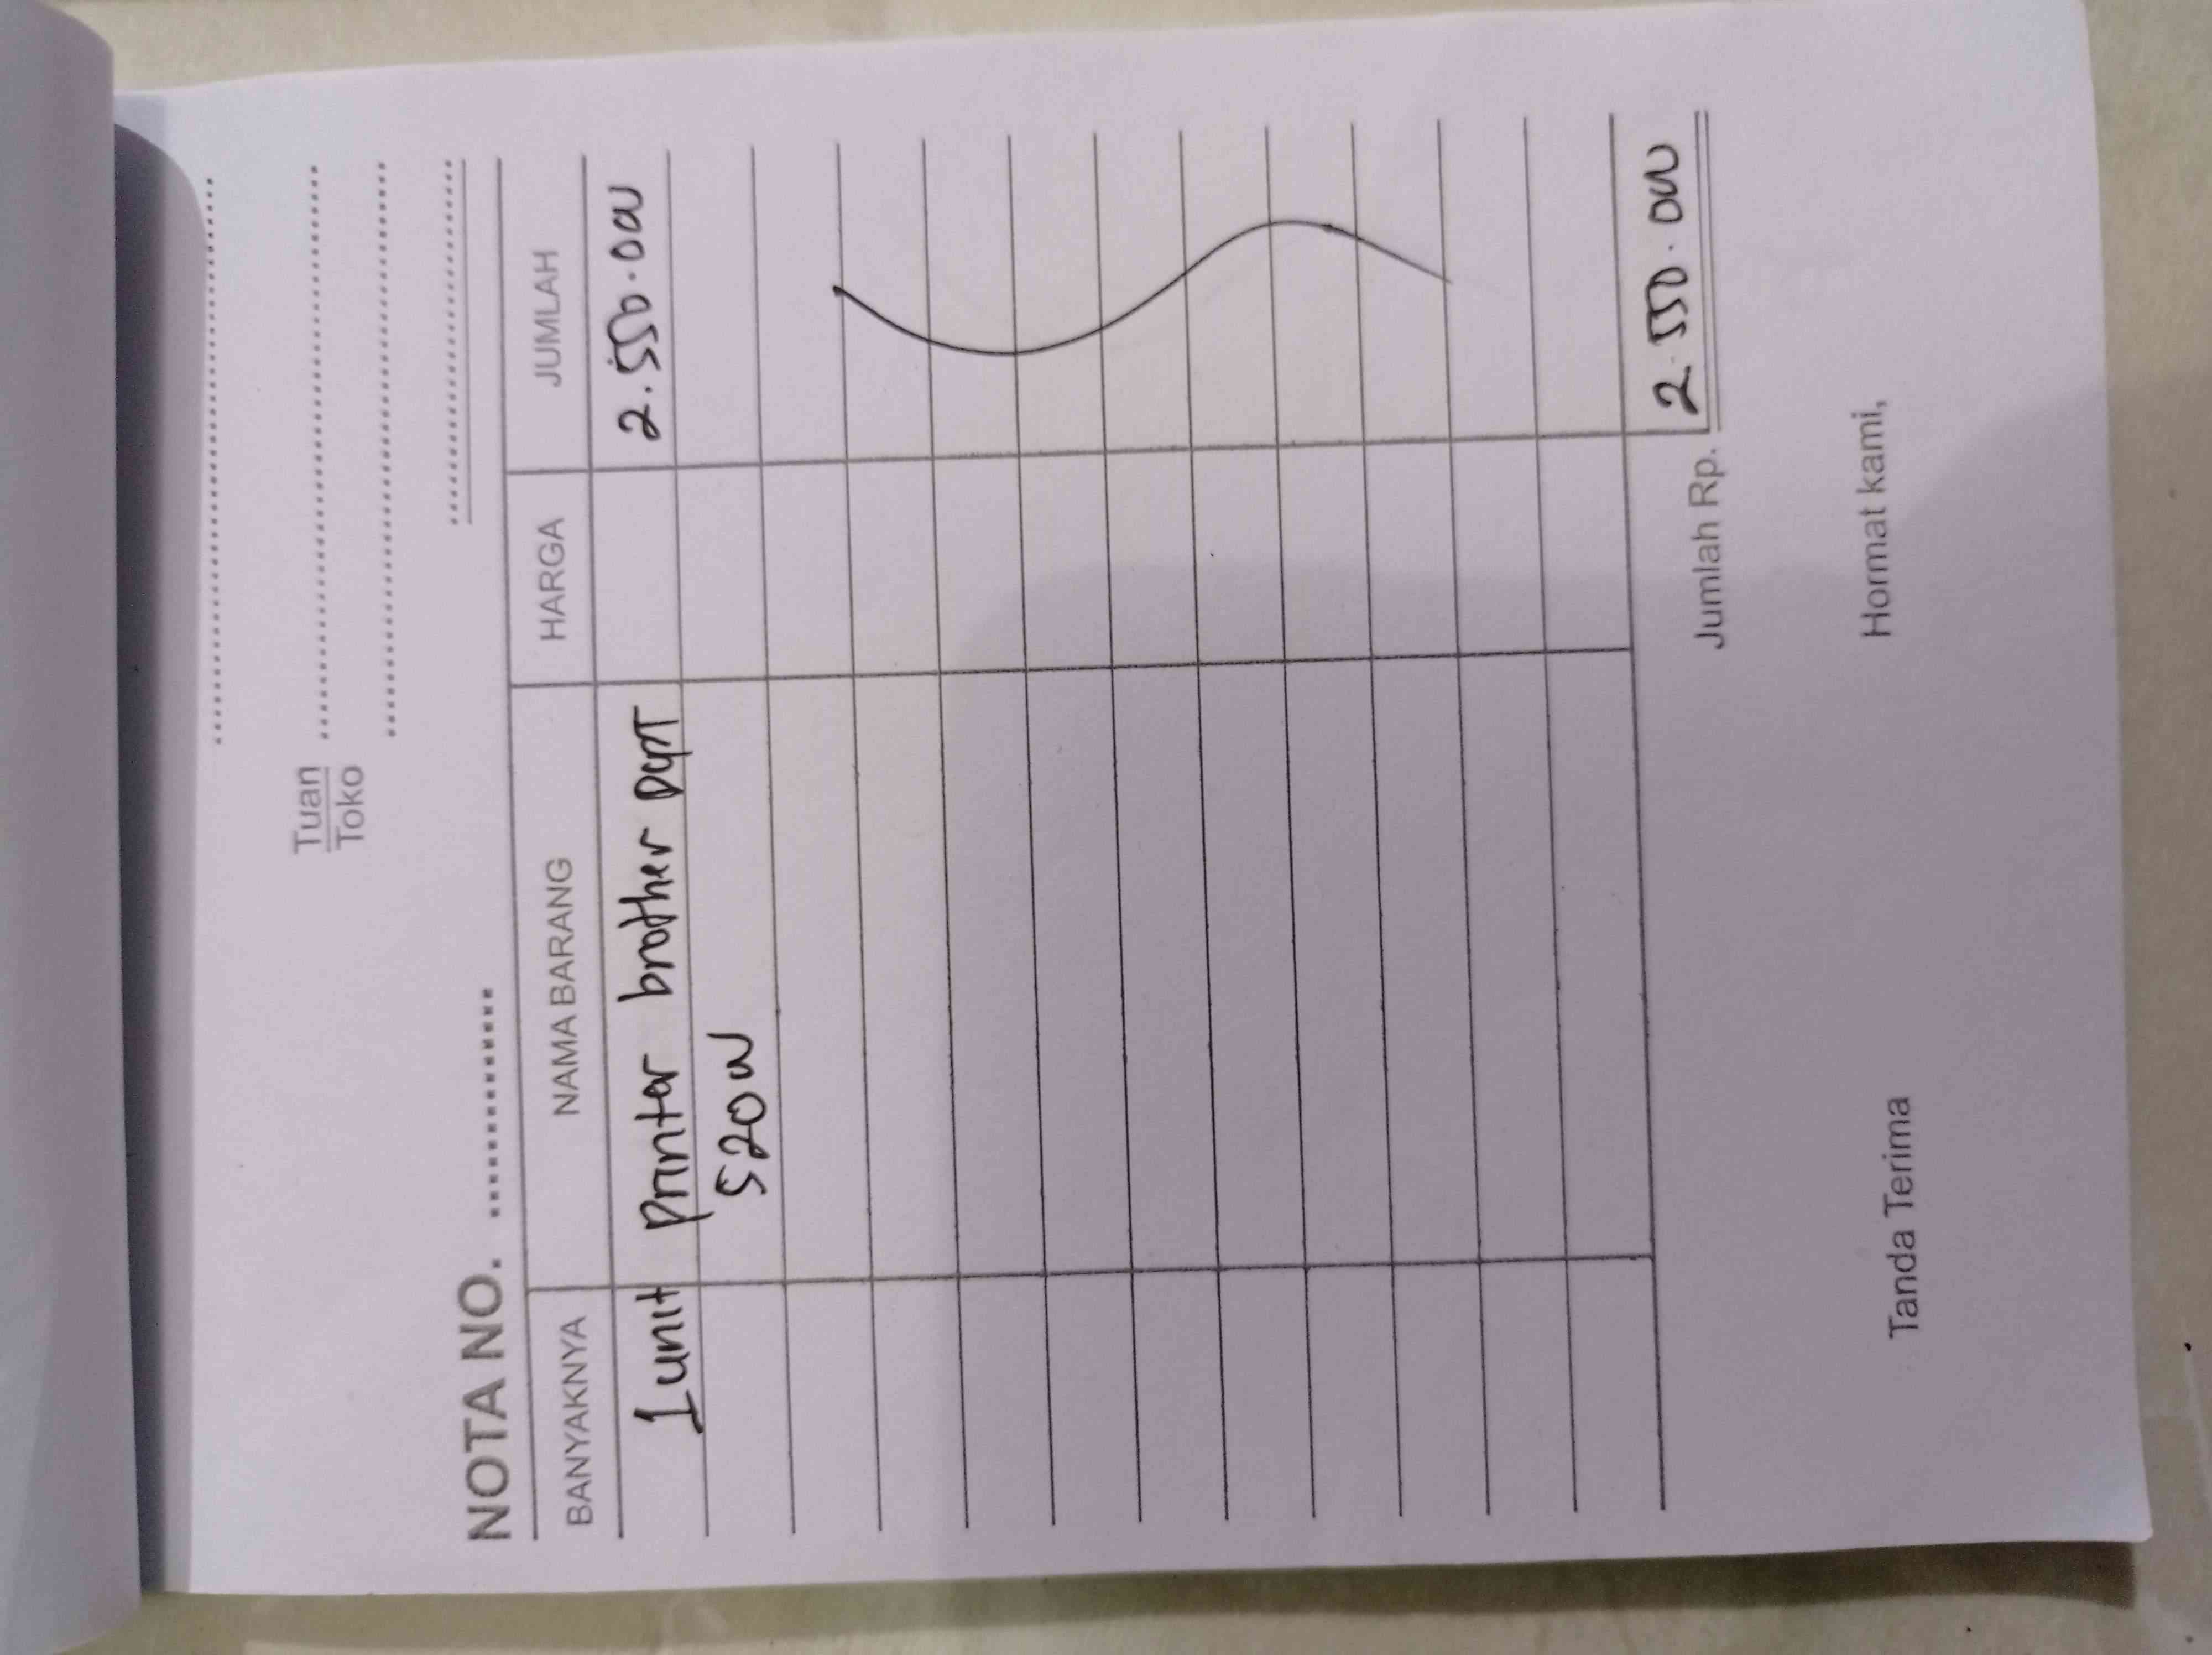 Tuan
Toko
NOTA NO. ............
BANYAKNYA NAMA BARANG HARGA JUMLAH
1 unit printer brother DCPT 2.550.000
520W
Jumlah Rp. 2.550.000
Tanda Terima Hormat kami,